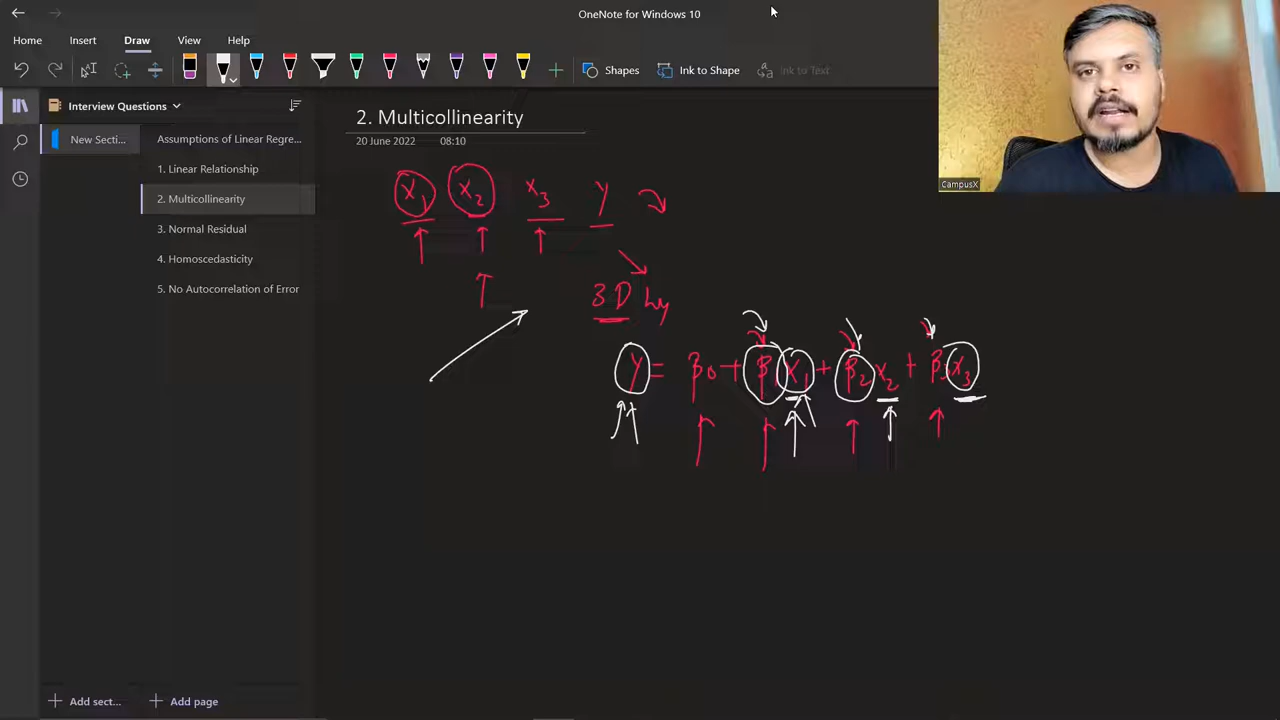 OneNote for Windows 10
Home Insert Draw View Help
Shapes Ink to Shape Ink to Text
Interview Questions
New Secti...
Assumptions of Linear Regre...
1. Linear Relationship
2. Multicollinearity
3. Normal Residual
4. Homoscedasticity
5. No Autocorrelation of Error
Add sect... Add page
2. Multicollinearity
20 June 2022 08:10
x₁ x₂ x₃ y
3D hy
y = β₀ + β₁x₁ + β₂x₂ + β₃x₃
CampusX